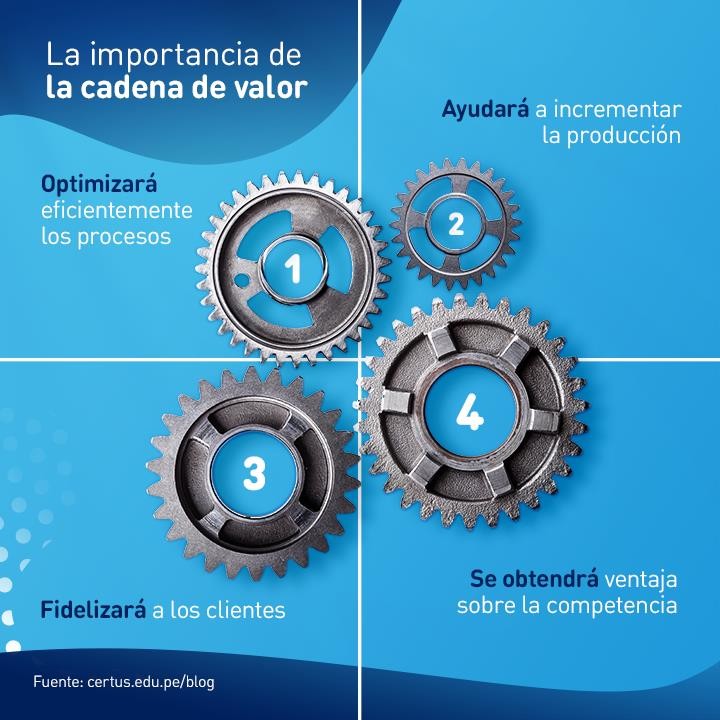 La importancia de
la cadena de valor
Optimizará
eficientemente
los procesos
1
Ayudará a incrementar
la producción
2
3
Fidelizará a los clientes
4
Se obtendrá ventaja
sobre la competencia
Fuente: certus.edu.pe/blog